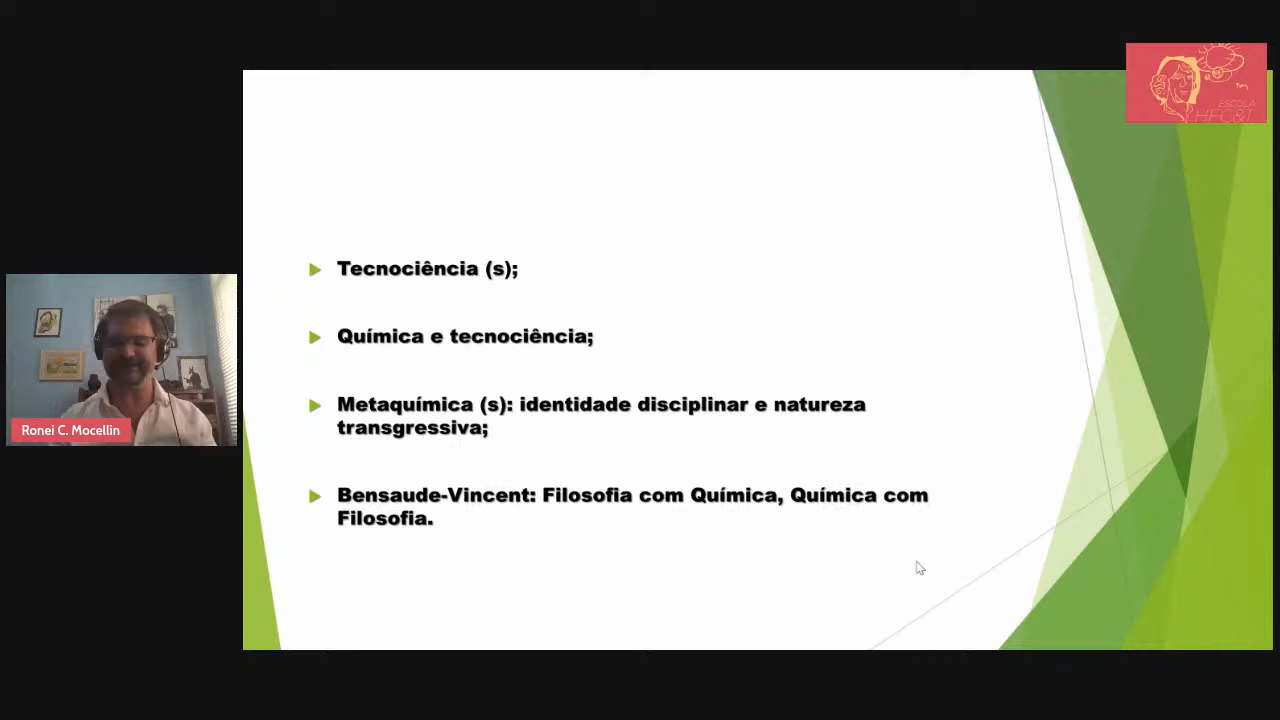 ESCOLA
HFC&T
Tecnociência (s);
Química e tecnociência;
Metaquímica (s): identidade disciplinar e natureza
transgressiva;
Bensaude-Vincent: Filosofia com Química, Química com
Filosofia.
Ronei C. Mocellin